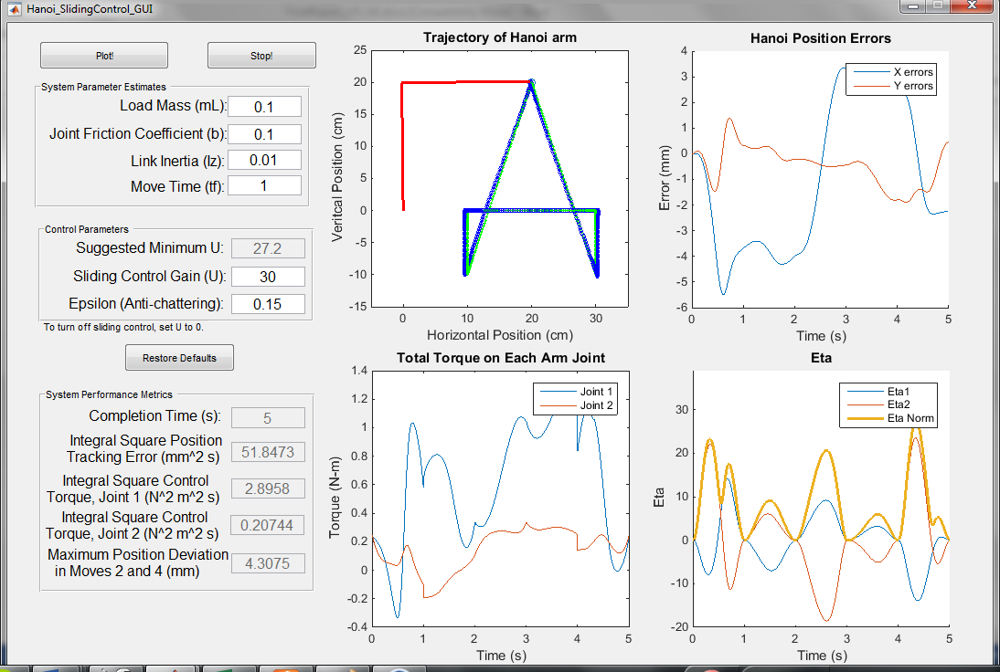 Hanoi_SlidingControl_GUI
Plot!
Stop!
System Parameter Estimates
Load Mass (mL): 0.1
Joint Friction Coefficient (b): 0.1
Link Inertia (Iz): 0.01
Move Time (tf): 1
Control Parameters
Suggested Minimum U: 27.2
Sliding Control Gain (U): 30
Epsilon (Anti-chattering): 0.15
To turn off sliding control, set U to 0.
Restore Defaults
System Performance Metrics
Completion Time (s): 5
Integral Square Position
Tracking Error (mm^2 s) 51.8473
Integral Square Control
Torque, Joint 1 (N^2 m^2 s) 2.8958
Integral Square Control
Torque, Joint 2 (N^2 m^2 s) 0.20744
Maximum Position Deviation
in Moves 2 and 4 (mm) 4.3075
Trajectory of Hanoi arm
25
20
15
10
5
0
-5
-10
-15
Veritcal Position (cm)
0 10 20 30
Horizontal Position (cm)
Hanoi Position Errors
X errors
Y errors
4
3
2
1
0
-1
-2
-3
-4
-5
-6
Error (mm)
0 1 2 3 4 5
Time (s)
Total Torque on Each Arm Joint
Joint 1
Joint 2
1.4
1.2
1
0.8
0.6
0.4
0.2
0
-0.2
-0.4
Torque (N-m)
0 1 2 3 4 5
Time (s)
Eta
Eta1
Eta2
Eta Norm
30
20
10
0
-10
-20
Eta
0 1 2 3 4 5
Time (s)